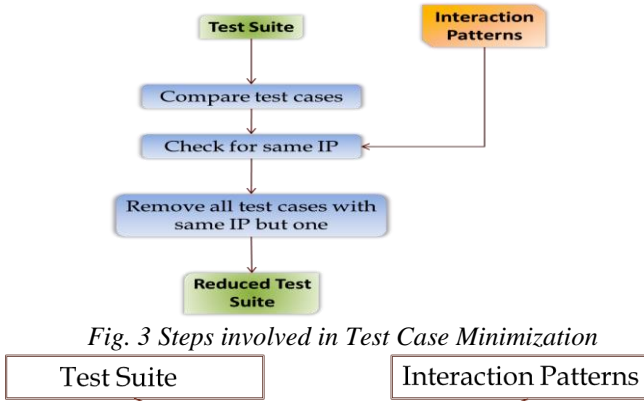 Test Suite
Interaction
Patterns
Compare test cases
Check for same IP
Remove all test cases with
same IP but one
Reduced Test
Suite
Fig. 3 Steps involved in Test Case Minimization
Test Suite
Interaction Patterns